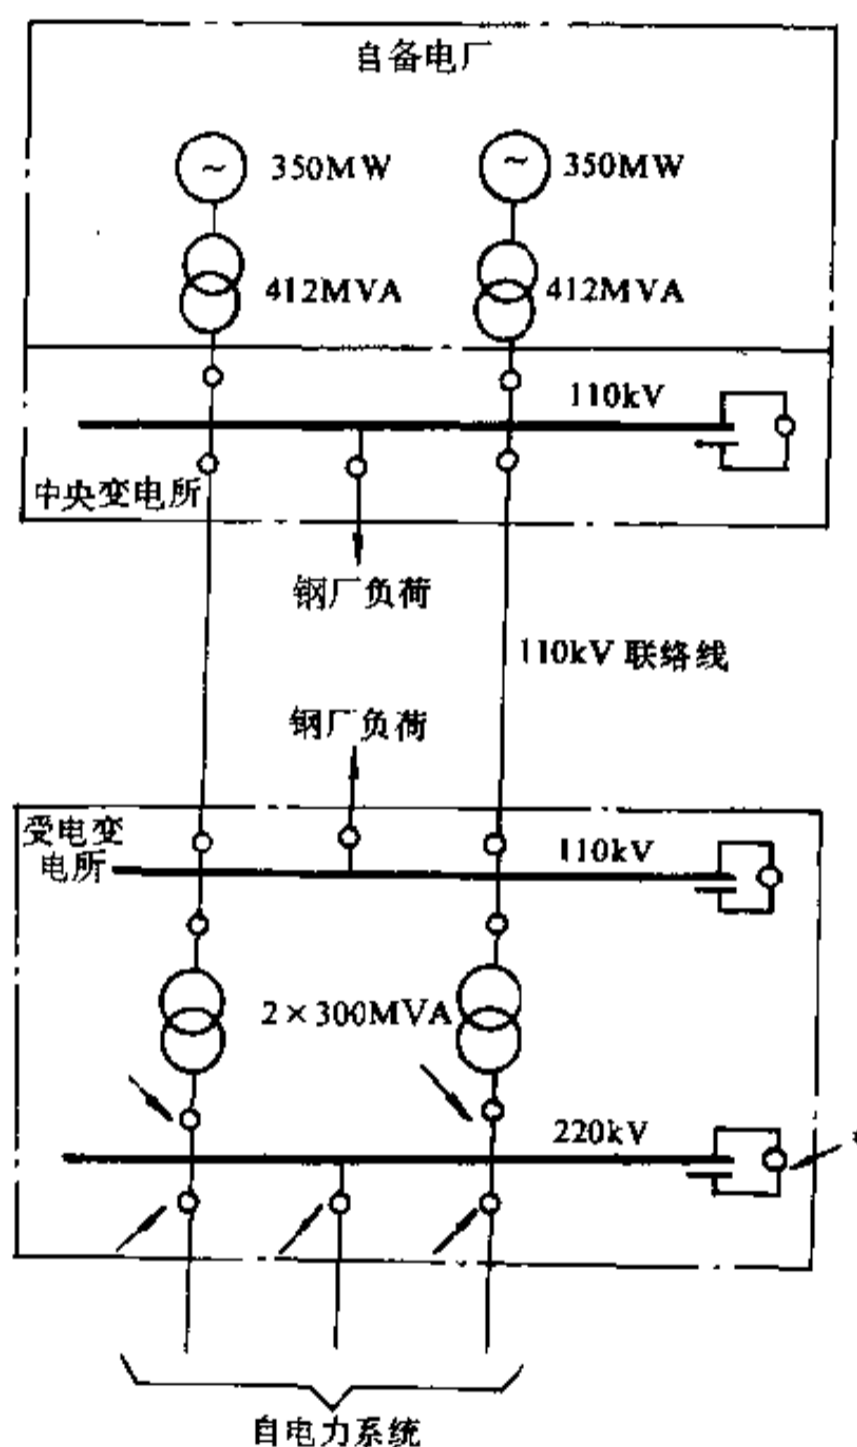 自备电厂
~
350MW
~
350MW
412MVA
412MVA
110kV
中央变电所
钢厂负荷
110kV 联络线
钢厂负荷
受电变
电所
110kV
2×300MVA
220kV
自电力系统